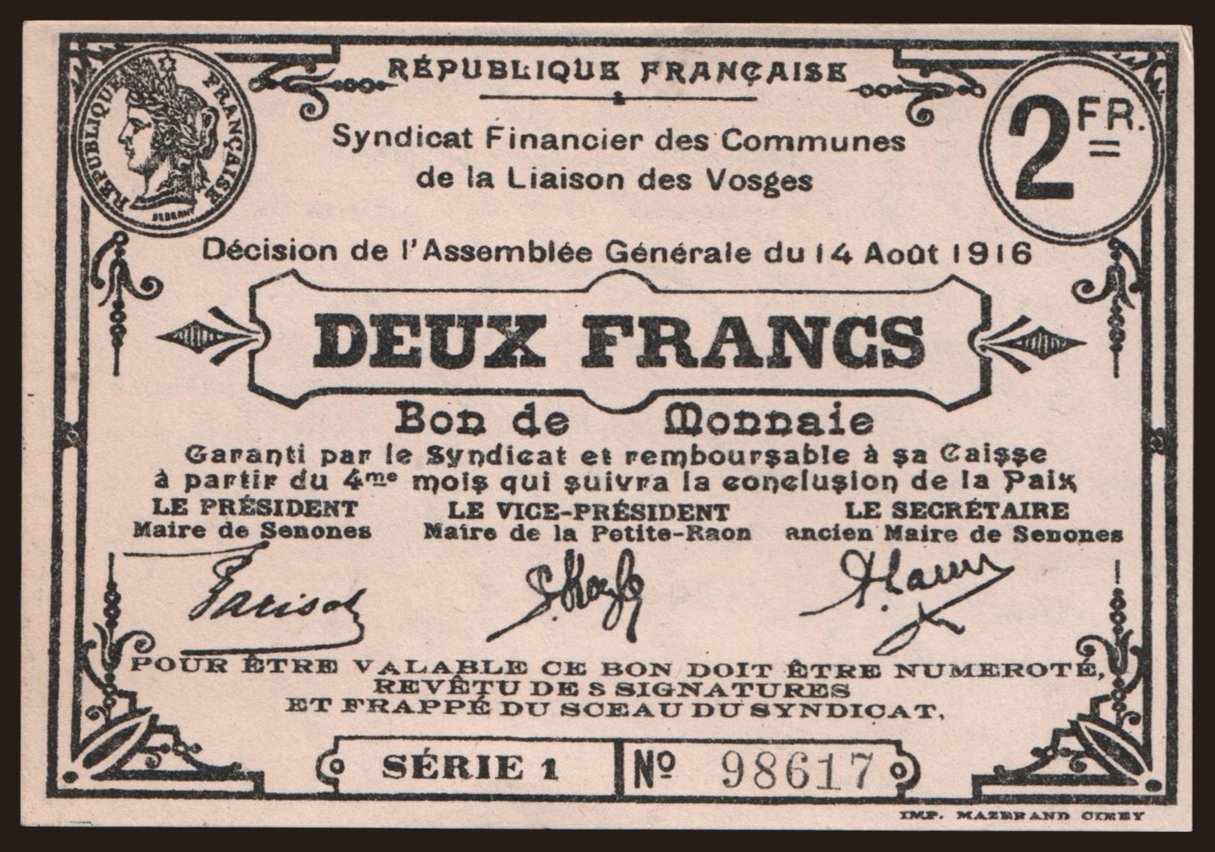 RÉPUBLIQUE FRANÇAISE
RÉPUBLIQUE FRANÇAISE
2 FR.
Syndicat Financier des Communes
de la Liaison des Vosges
Décision de l'Assemblée Générale du 14 Août 1916
DEUX FRANCS
Bon de Monnaie
Garanti par le Syndicat et remboursable à sa Caisse
à partir du 4me mois qui suivra la conclusion de la Paix
LE PRÉSIDENT LE VICE-PRÉSIDENT LE SECRÉTAIRE
Maire de Senones Maire de la Petite-Raon ancien Maire de Senones
POUR ÊTRE VALABLE CE BON DOIT ÊTRE NUMEROTÉ,
REVÊTU DE S SIGNATURES
ET FRAPPÉ DU SCEAU DU SYNDICAT.
SÉRIE 1 Nº 98617
IMP. MAZERAND CIREY